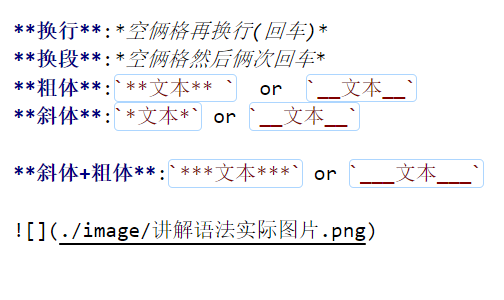 **换行**:*空俩格再换行(回车)*
**换段**:*空俩格然后俩次回车*
**粗体**:`**文本** `  or  `__文本__`
**斜体**:`*文本*` or `__文本__`
**斜体+粗体**:`***文本***` or `___文本___`
![](./image/讲解语法实际图片.png)